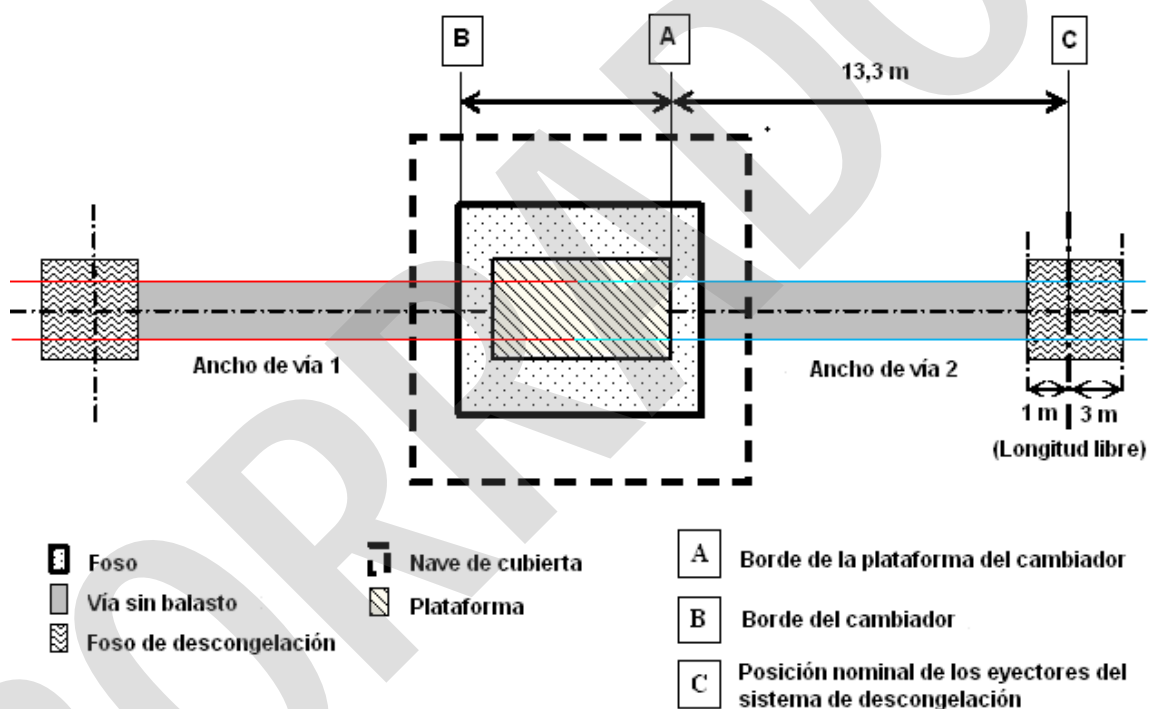 B
A
C
13,3 m
Ancho de vía 1
Ancho de vía 2
1 m
3 m
(Longitud libre)
Foso
Vía sin balasto
Foso de descongelación
Nave de cubierta
Plataforma
A
Borde de la plataforma del cambiador
B
Borde del cambiador
C
Posición nominal de los eyectores del
sistema de descongelación
BORRADO